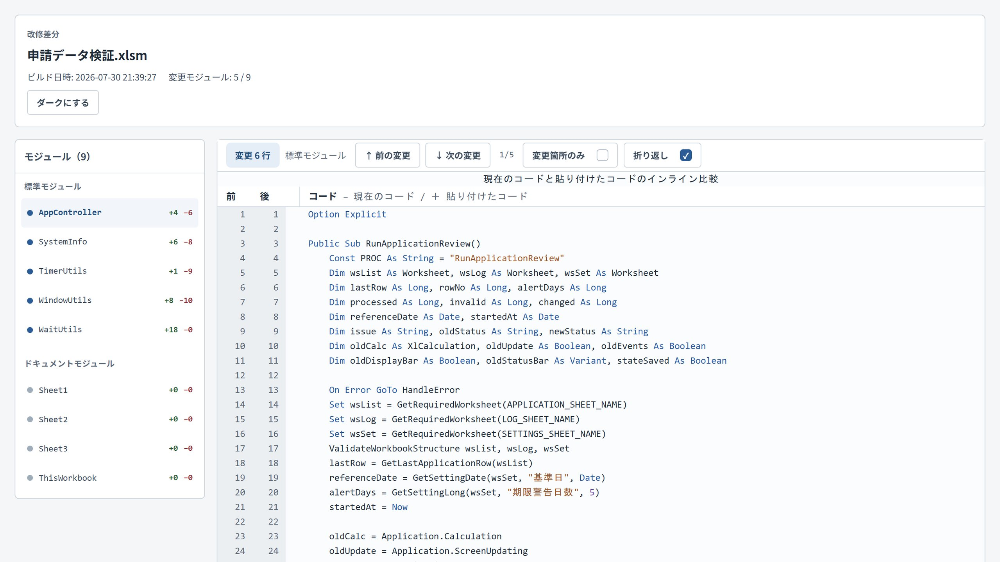 改修差分
申請データ検証.xlsm
ビルド日時: 2026-07-30 21:39:27 変更モジュール: 5 / 9
ダークにする
モジュール（9）
標準モジュール
AppController +4 −6
SystemInfo +6 −8
TimerUtils +1 −9
WindowUtils +8 −10
WaitUtils +18 −0
ドキュメントモジュール
Sheet1 +0 −0
Sheet2 +0 −0
Sheet3 +0 −0
ThisWorkbook +0 −0
変更 6 行 標準モジュール ↑ 前の変更 ↓ 次の変更 1/5 変更箇所のみ 折り返し
現在のコードと貼り付けたコードのインライン比較
前 後 コード − 現在のコード / ＋ 貼り付けたコード
1 1 Option Explicit
2 2
3 3 Public Sub RunApplicationReview()
4 4 Const PROC As String = "RunApplicationReview"
5 5 Dim wsList As Worksheet, wsLog As Worksheet, wsSet As Worksheet
6 6 Dim lastRow As Long, rowNo As Long, alertDays As Long
7 7 Dim processed As Long, invalid As Long, changed As Long
8 8 Dim referenceDate As Date, startedAt As Date
9 9 Dim issue As String, oldStatus As String, newStatus As String
10 10 Dim oldCalc As XlCalculation, oldUpdate As Boolean, oldEvents As Boolean
11 11 Dim oldDisplayBar As Boolean, oldStatusBar As Variant, stateSaved As Boolean
12 12
13 13 On Error GoTo HandleError
14 14 Set wsList = GetRequiredWorksheet(APPLICATION_SHEET_NAME)
15 15 Set wsLog = GetRequiredWorksheet(LOG_SHEET_NAME)
16 16 Set wsSet = GetRequiredWorksheet(SETTINGS_SHEET_NAME)
17 17 ValidateWorkbookStructure wsList, wsLog, wsSet
18 18 lastRow = GetLastApplicationRow(wsList)
19 19 referenceDate = GetSettingDate(wsSet, "基準日", Date)
20 20 alertDays = GetSettingLong(wsSet, "期限警告日数", 5)
21 21 startedAt = Now
22 22
23 23 oldCalc = Application.Calculation
24 24 oldUpdate = Application.ScreenUpdating